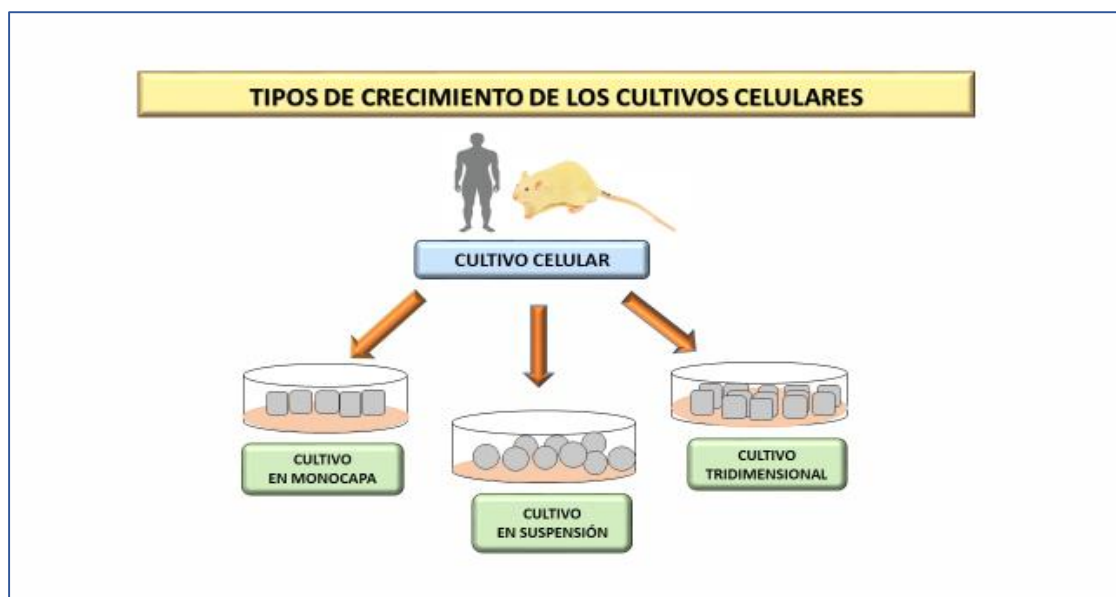 TIPOS DE CRECIMIENTO DE LOS CULTIVOS CELULARES
CULTIVO CELULAR
CULTIVO
EN MONOCAPA
CULTIVO
EN SUSPENSIÓN
CULTIVO
TRIDIMENSIONAL